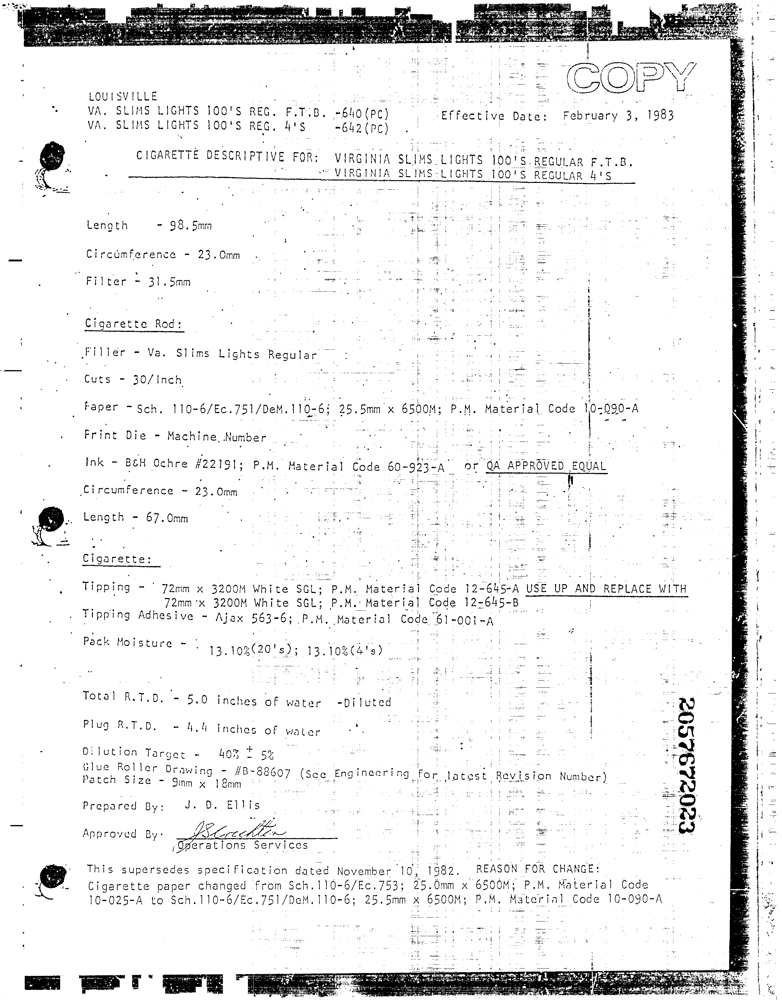 COPY
LOUISVILLE
VA. SLIMS LIGHTS 100'S REG. F.T.B. -640(PC)
Effective Date: February 3, 1983
VA. SLIMS LIGHTS 100'S REG. 4'S -642(PC)
CIGARETTE DESCRIPTIVE FOR: VIRGINIA SLIMS LIGHTS 100'S REGULAR F.T.B.
VIRGINIA SLIMS LIGHTS 100'S REGULAR 4'S
Length - 98.5mm
Circumference - 23.0mm
Filter - 31.5mm
Cigarette Rod:
Filler - Va. Slims Lights Regular
Cuts - 30/Inch
Paper - Sch. 110-6/Ec.751/DeM.110-6; 25.5mm x 6500M; P.M. Material Code 10-090-A
Print Die - Machine Number
Ink - B&H Ochre #22191; P.M. Material Code 60-923-A or QA APPROVED EQUAL
Circumference - 23.0mm
Length - 67.0mm
Cigarette:
Tipping - 72mm x 3200M White SGL; P.M. Material Code 12-645-A USE UP AND REPLACE WITH
72mm x 3200M White SGL; P.M. Material Code 12-645-B
Tipping Adhesive - Ajax 563-6; P.M. Material Code 61-001-A
Pack Moisture - 13.10%(20's); 13.10%(4's)
Total R.T.D. - 5.0 inches of water -Diluted
Plug R.T.D. - 4.4 inches of water
Dilution Target - 40% ± 5%
Glue Roller Drawing - #B-88607 (See Engineering for latest Revision Number)
Patch Size - 9mm x 18mm
Prepared By: J. D. Ellis
Approved By:
Operations Services
This supersedes specification dated November 10, 1982. REASON FOR CHANGE:
Cigarette paper changed from Sch.110-6/Ec.753; 25.0mm x 6500M; P.M. Material Code
10-025-A to Sch.110-6/Ec.751/DeM.110-6; 25.5mm x 6500M; P.M. Material Code 10-090-A
2057672023